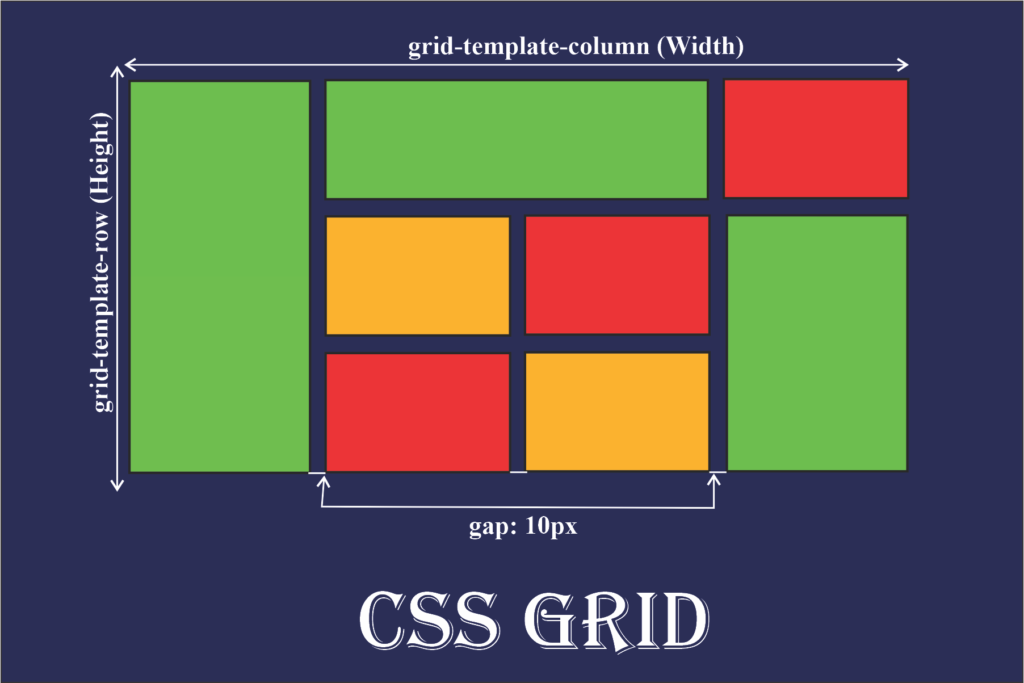 grid-template-column (Width)
grid-template-row (Height)
gap: 10px
CSS GRID